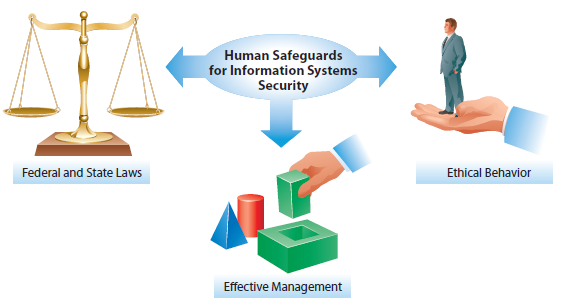 Human Safeguards
for Information Systems
Security
Federal and State Laws
Ethical Behavior
Effective Management